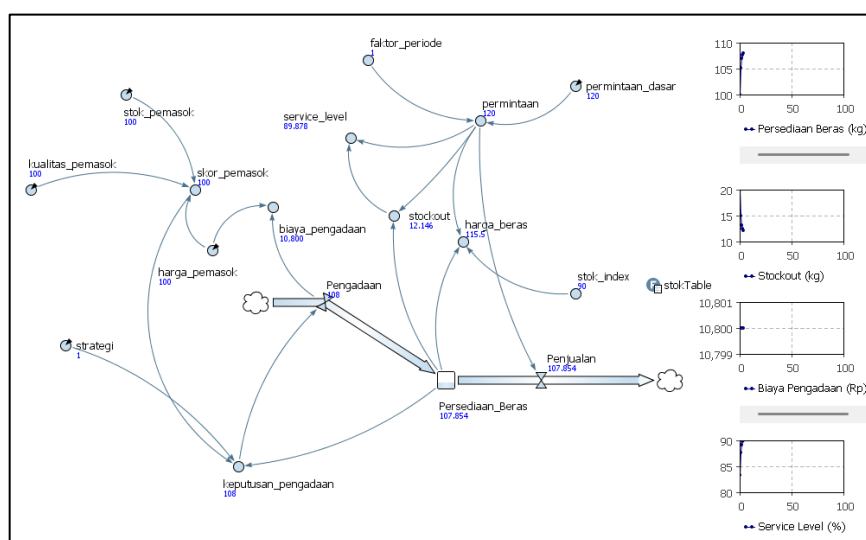 faktor_periode
1
permintaan_dasar
120
stok_pemasok
100
service_level
89.878
permintaan
120
kualitas_pemasok
100
skor_pemasok
100
biaya_pengadaan
10,800
stockout
12.146
harga_beras
115.5
harga_pemasok
100
stok_index
90
stokTable
Pengadaan
108
strategi
1
Penjualan
107.854
Persediaan_Beras
107.854
keputusan_pengadaan
108
110
105
100
0 50 100
Persediaan Beras (kg)
20
15
10
0 50 100
Stockout (kg)
10,801
10,800
10,799
0 50 100
Biaya Pengadaan (Rp)
90
85
80
0 50 100
Service Level (%)